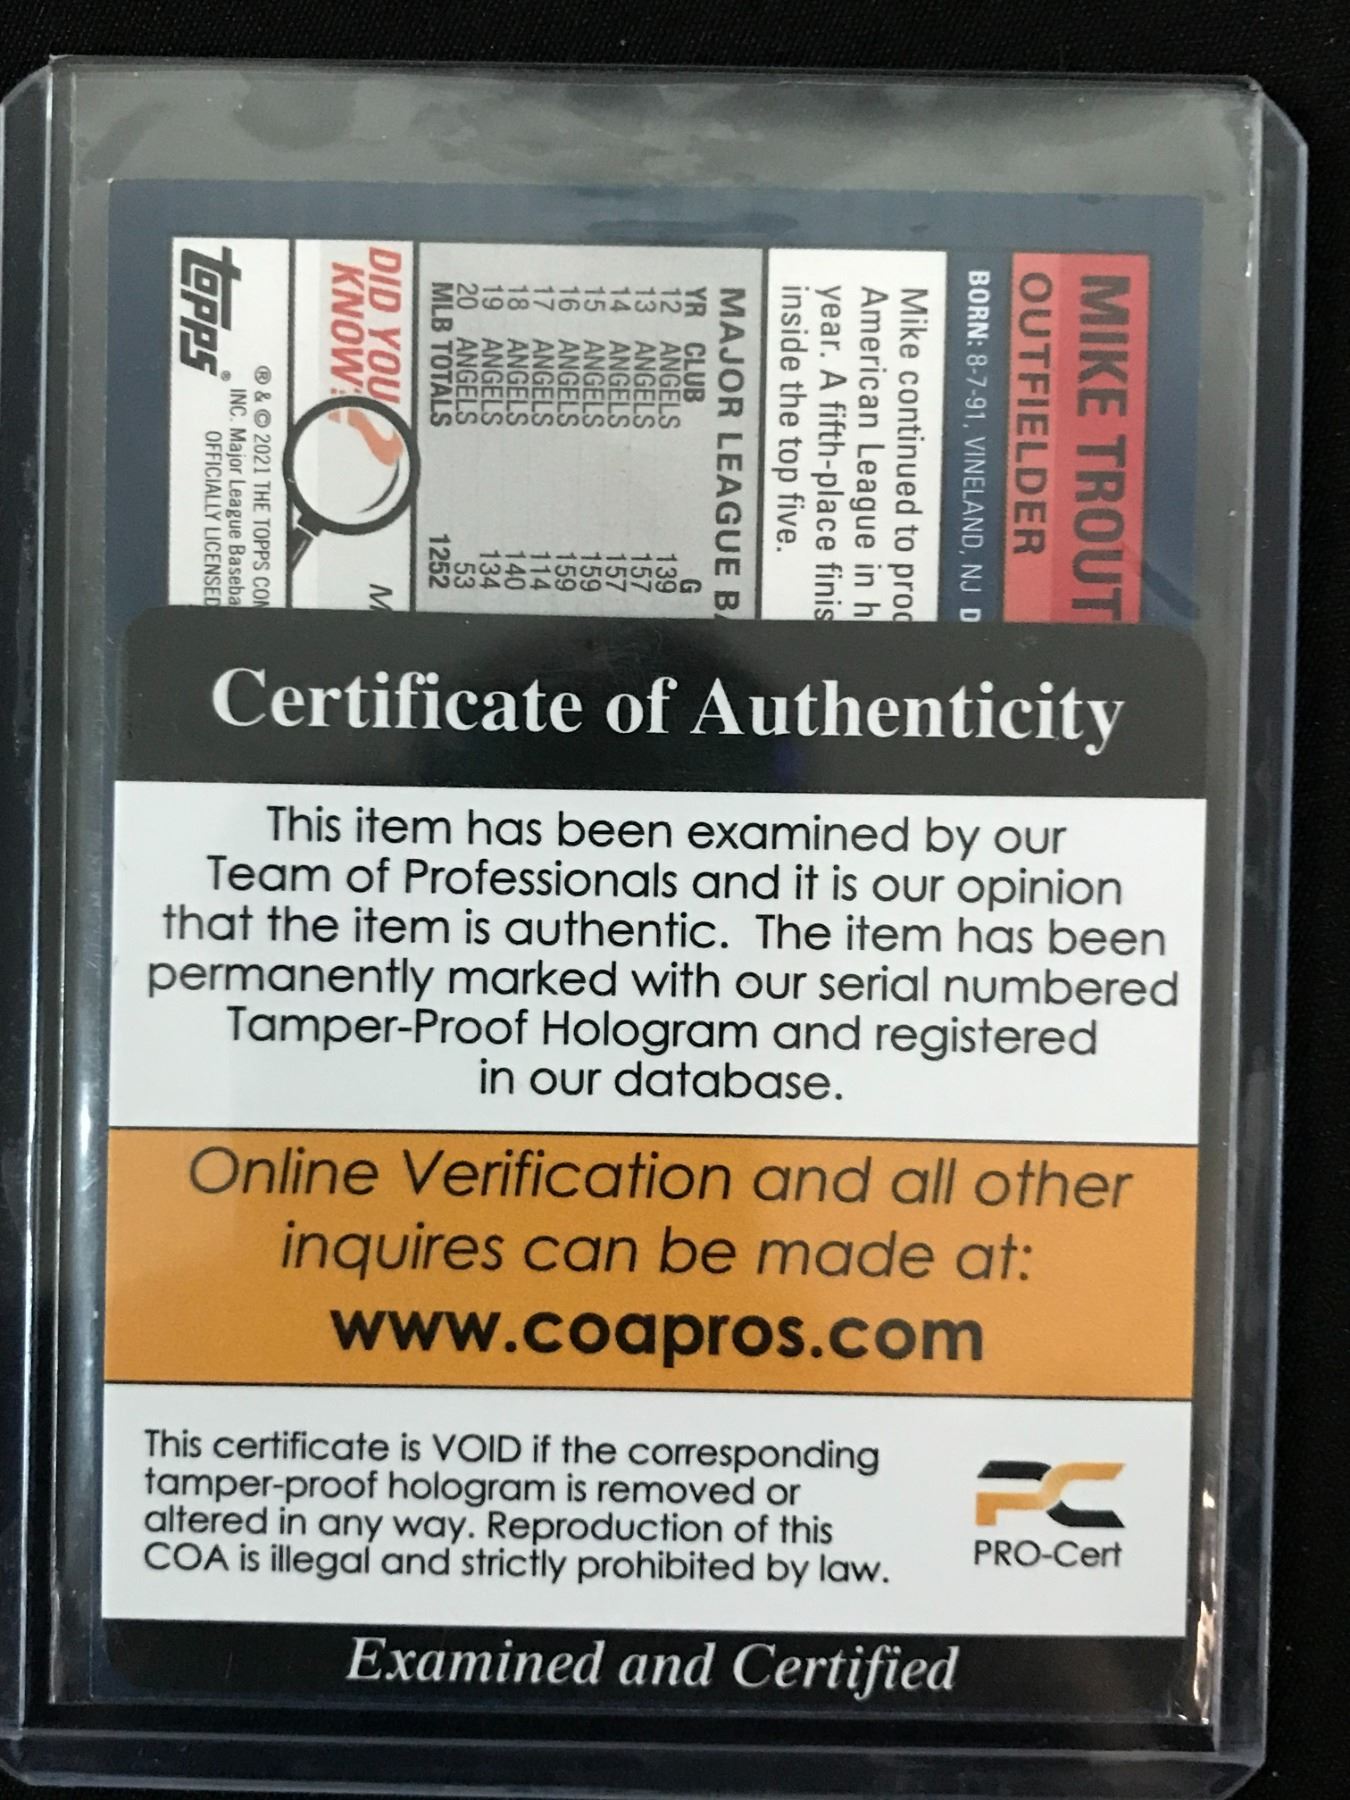 MIKE TROUT
OUTFIELDER
BORN: 8-7-91, VINELAND, NJ D
Mike continued to
American League in h
year. A fifth-place finis
inside the top five.
MAJOR LEAGUE BA
YR CLUB G
12 ANGELS 139
13 ANGELS 157
14 ANGELS 157
15 ANGELS 159
16 ANGELS 159
17 ANGELS 114
18 ANGELS 140
19 ANGELS 134
20 ANGELS 53
MLB TOTALS 1252
DID YOU
KNOW?
M
topps®
® & © 2021 THE TOPPS COM
INC. Major League Baseba
OFFICIALLY LICENSED
Certificate of Authenticity
This item has been examined by our
Team of Professionals and it is our opinion
that the item is authentic. The item has been
permanently marked with our serial numbered
Tamper-Proof Hologram and registered
in our database.
Online Verification and all other
inquires can be made at:
www.coapros.com
This certificate is VOID if the corresponding
tamper-proof hologram is removed or
altered in any way. Reproduction of this
COA is illegal and strictly prohibited by law.
PC
PRO-Cert
Examined and Certified